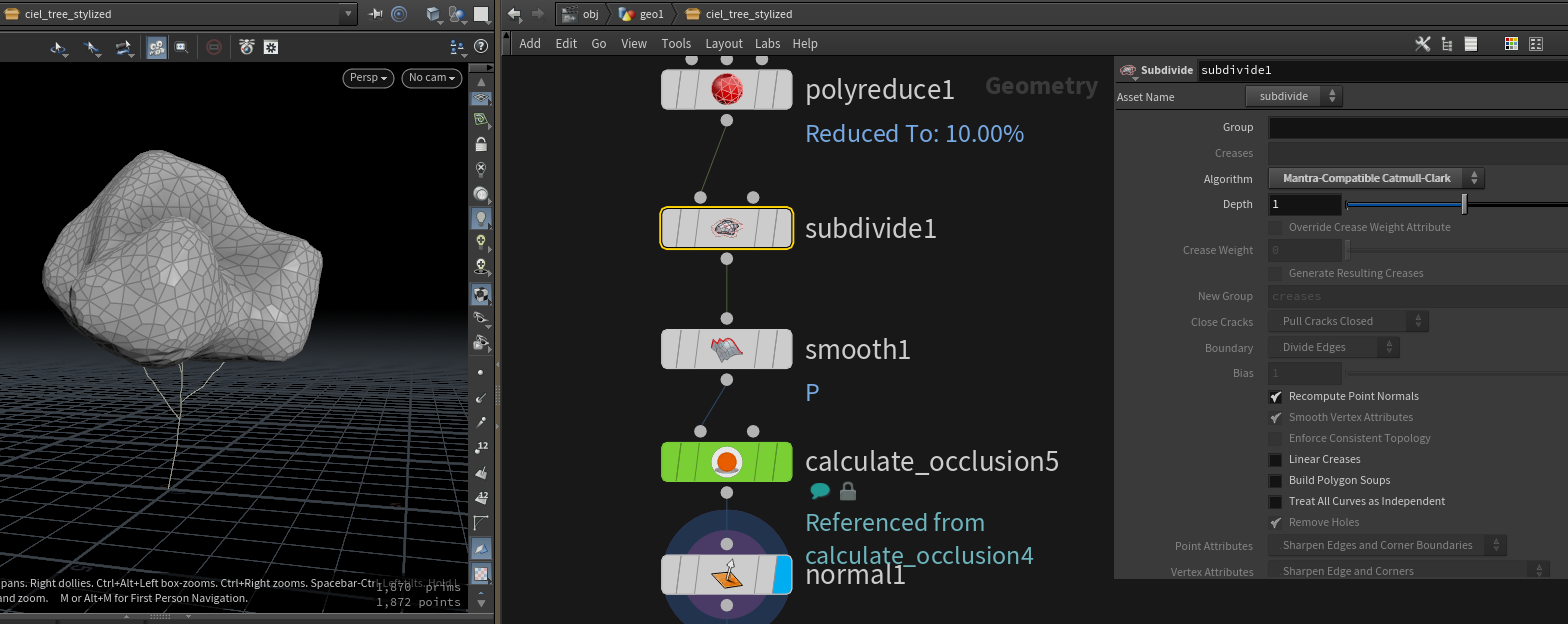 ciel_tree_stylized
obj
geo1
ciel_tree_stylized
Add
Edit
Go
View
Tools
Layout
Labs
Help
Persp
No cam
Geometry
polyreduce1
Reduced To: 10.00%
subdivide1
smooth1
P
calculate_occlusion5
Referenced from
calculate_occlusion4
normal1
pans. Right dollies. Ctrl+Alt+Left box-zooms. Ctrl+Right zooms. Spacebar-Ctrl
and zoom. M or Alt+M for First Person Navigation.
1,870 prims
1,872 points
12
12
Subdivide
subdivide1
Asset Name
subdivide
Group
Creases
Algorithm
Mantra-Compatible Catmull-Clark
Depth
1
Override Crease Weight Attribute
Crease Weight
0
Generate Resulting Creases
New Group
creases
Close Cracks
Pull Cracks Closed
Boundary
Divide Edges
Bias
1
Recompute Point Normals
Smooth Vertex Attributes
Enforce Consistent Topology
Linear Creases
Build Polygon Soups
Treat All Curves as Independent
Remove Holes
Point Attributes
Sharpen Edges and Corner Boundaries
Vertex Attributes
Sharpen Edge and Corners